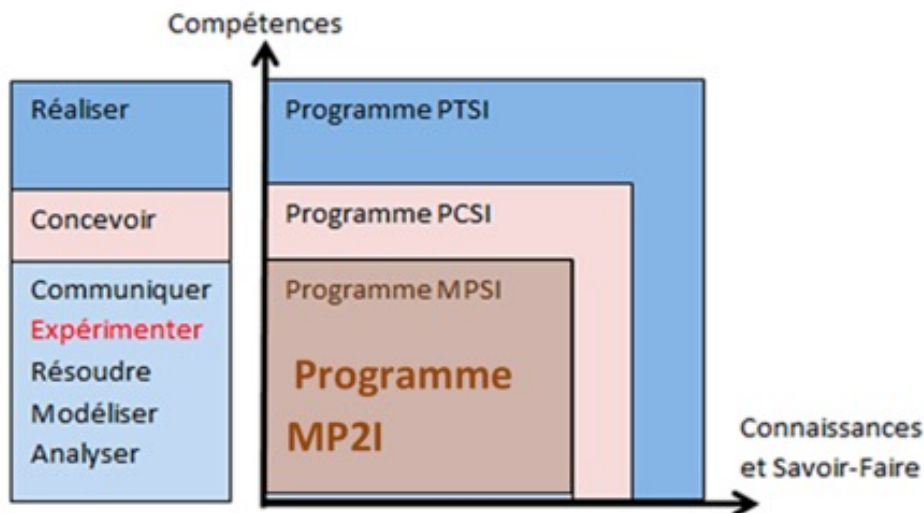 Compétences
Réaliser
Concevoir
Communiquer
Expérimenter
Résoudre
Modéliser
Analyser
Programme PTSI
Programme PCSI
Programme MPSI
Programme
MP2I
Connaissances
et Savoir-Faire